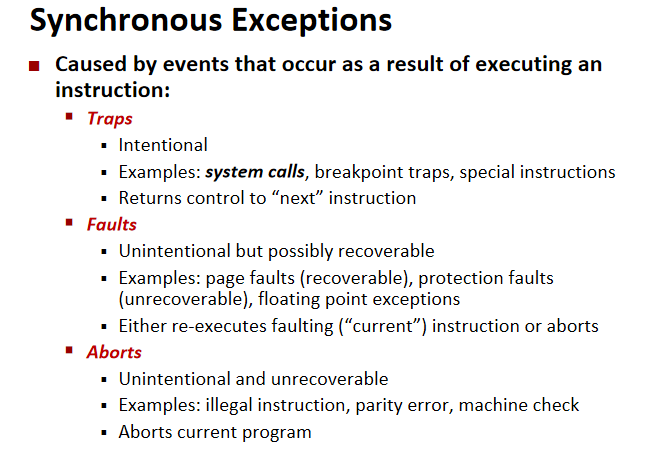 Synchronous Exceptions
■ Caused by events that occur as a result of executing an
instruction:
▪ Traps
▪ Intentional
▪ Examples: system calls, breakpoint traps, special instructions
▪ Returns control to “next” instruction
▪ Faults
▪ Unintentional but possibly recoverable
▪ Examples: page faults (recoverable), protection faults
(unrecoverable), floating point exceptions
▪ Either re-executes faulting (“current”) instruction or aborts
▪ Aborts
▪ Unintentional and unrecoverable
▪ Examples: illegal instruction, parity error, machine check
▪ Aborts current program